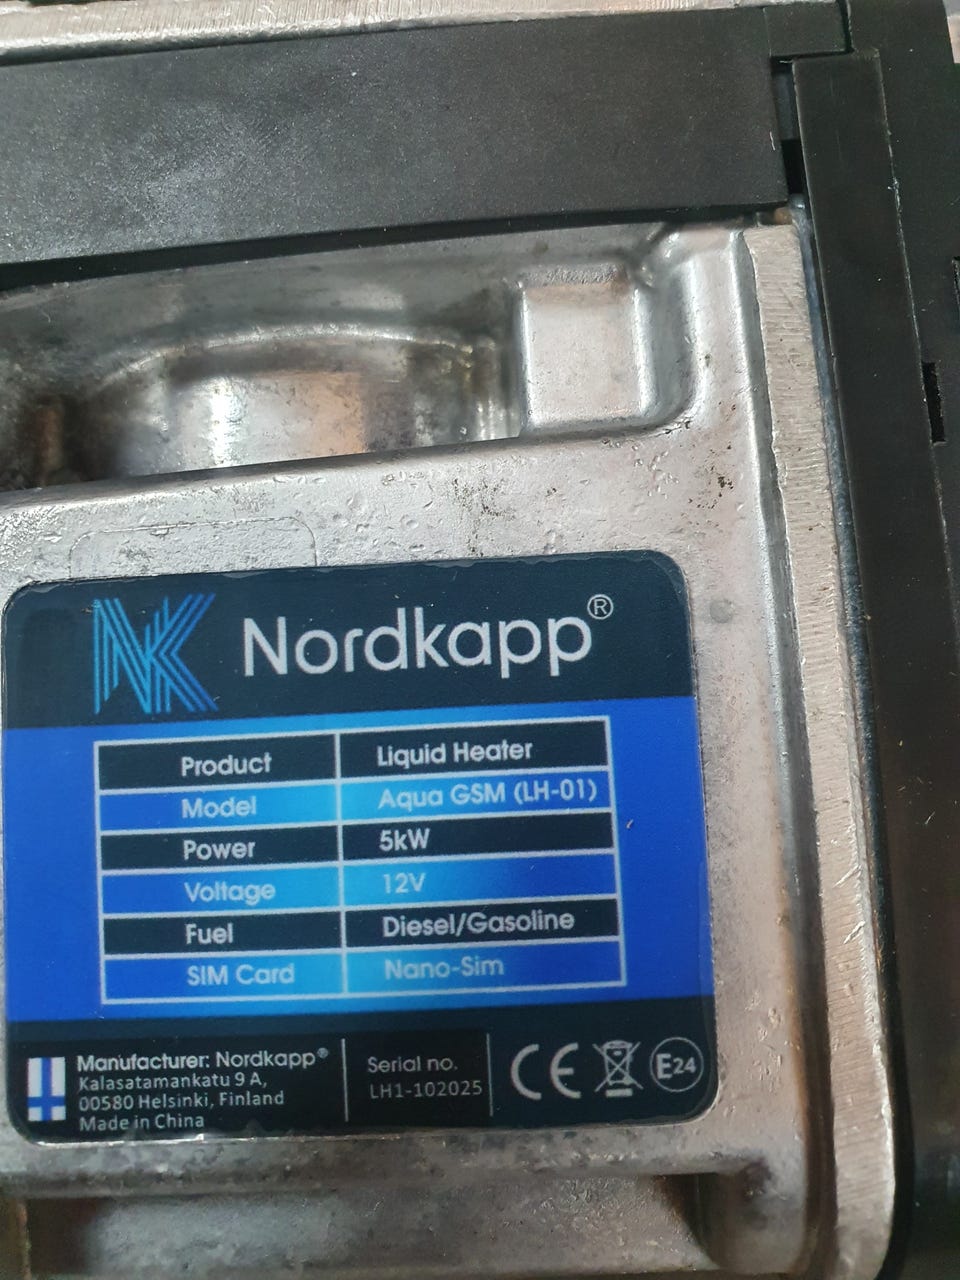 NK Nordkapp®
Product Liquid Heater
Model Aqua GSM (LH-01)
Power 5kW
Voltage 12V
Fuel Diesel/Gasoline
SIM Card Nano-Sim
Manufacturer: Nordkapp®
Kalasatamankatu 9 A,
00580 Helsinki, Finland
Made in China
Serial no.
LH1-102025
CE
E24